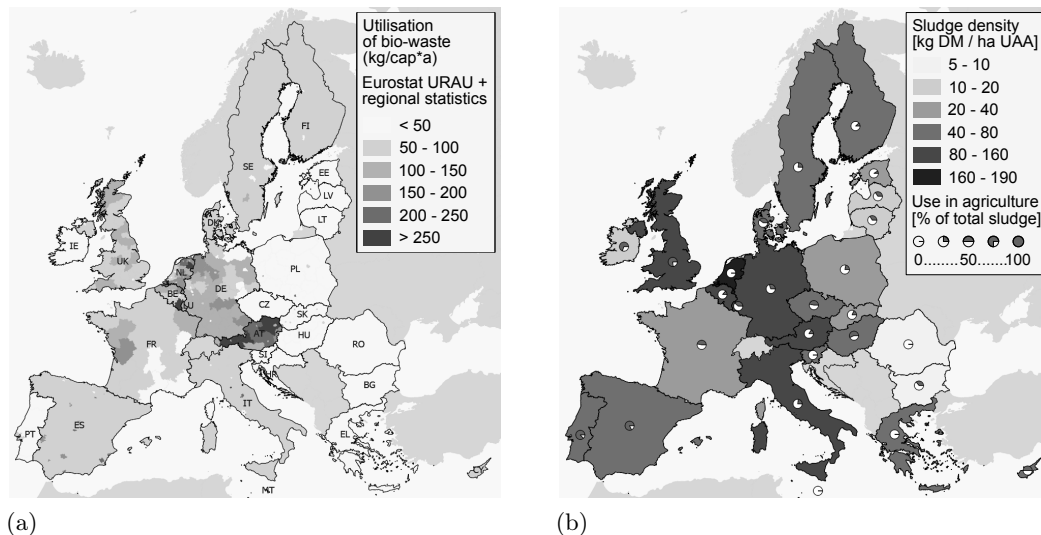 Utilisation
of bio-waste
(kg/cap*a)
Eurostat URAU +
regional statistics
< 50
50 - 100
100 - 150
150 - 200
200 - 250
> 250
FI
SE
EE
LV
LT
DK
IE
UK
NL
PL
DE
BE
LU
CZ
SK
FR
AT
HU
SI
RO
HR
BG
IT
PT
ES
EL
MT
(a)
Sludge density
[kg DM / ha UAA]
5 - 10
10 - 20
20 - 40
40 - 80
80 - 160
160 - 190
Use in agriculture
[% of total sludge]
0........50......100
(b)